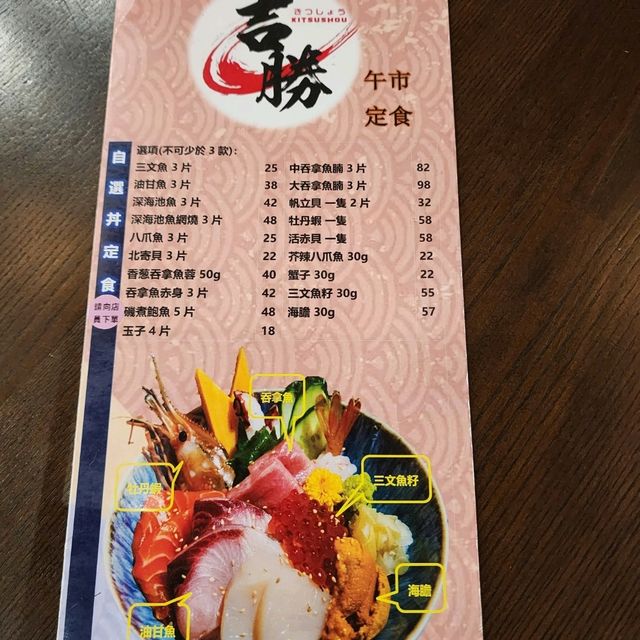 きつしょう
KITSUSHOU
吉勝
午市
定食
自選丼定食
請向店
員下單
選項(不可少於 3 款):
三文魚 3 片 25 中吞拿魚腩 3 片 82
油甘魚 3 片 38 大吞拿魚腩 3 片 98
深海池魚 3 片 42 帆立貝 一隻 2 片 32
深海池魚網燒 3 片 48 牡丹蝦 一隻 58
八爪魚 3 片 25 活赤貝 一隻 58
北寄貝 3 片 22 芥辣八爪魚 30g 22
香葱吞拿魚蓉 50g 40 蟹子 30g 22
吞拿魚赤身 3 片 42 三文魚籽 30g 55
磯煮鮑魚 5 片 48 海膽 30g 57
玉子 4 片 18
吞拿魚
牡丹蝦
三文魚籽
海膽
油甘魚